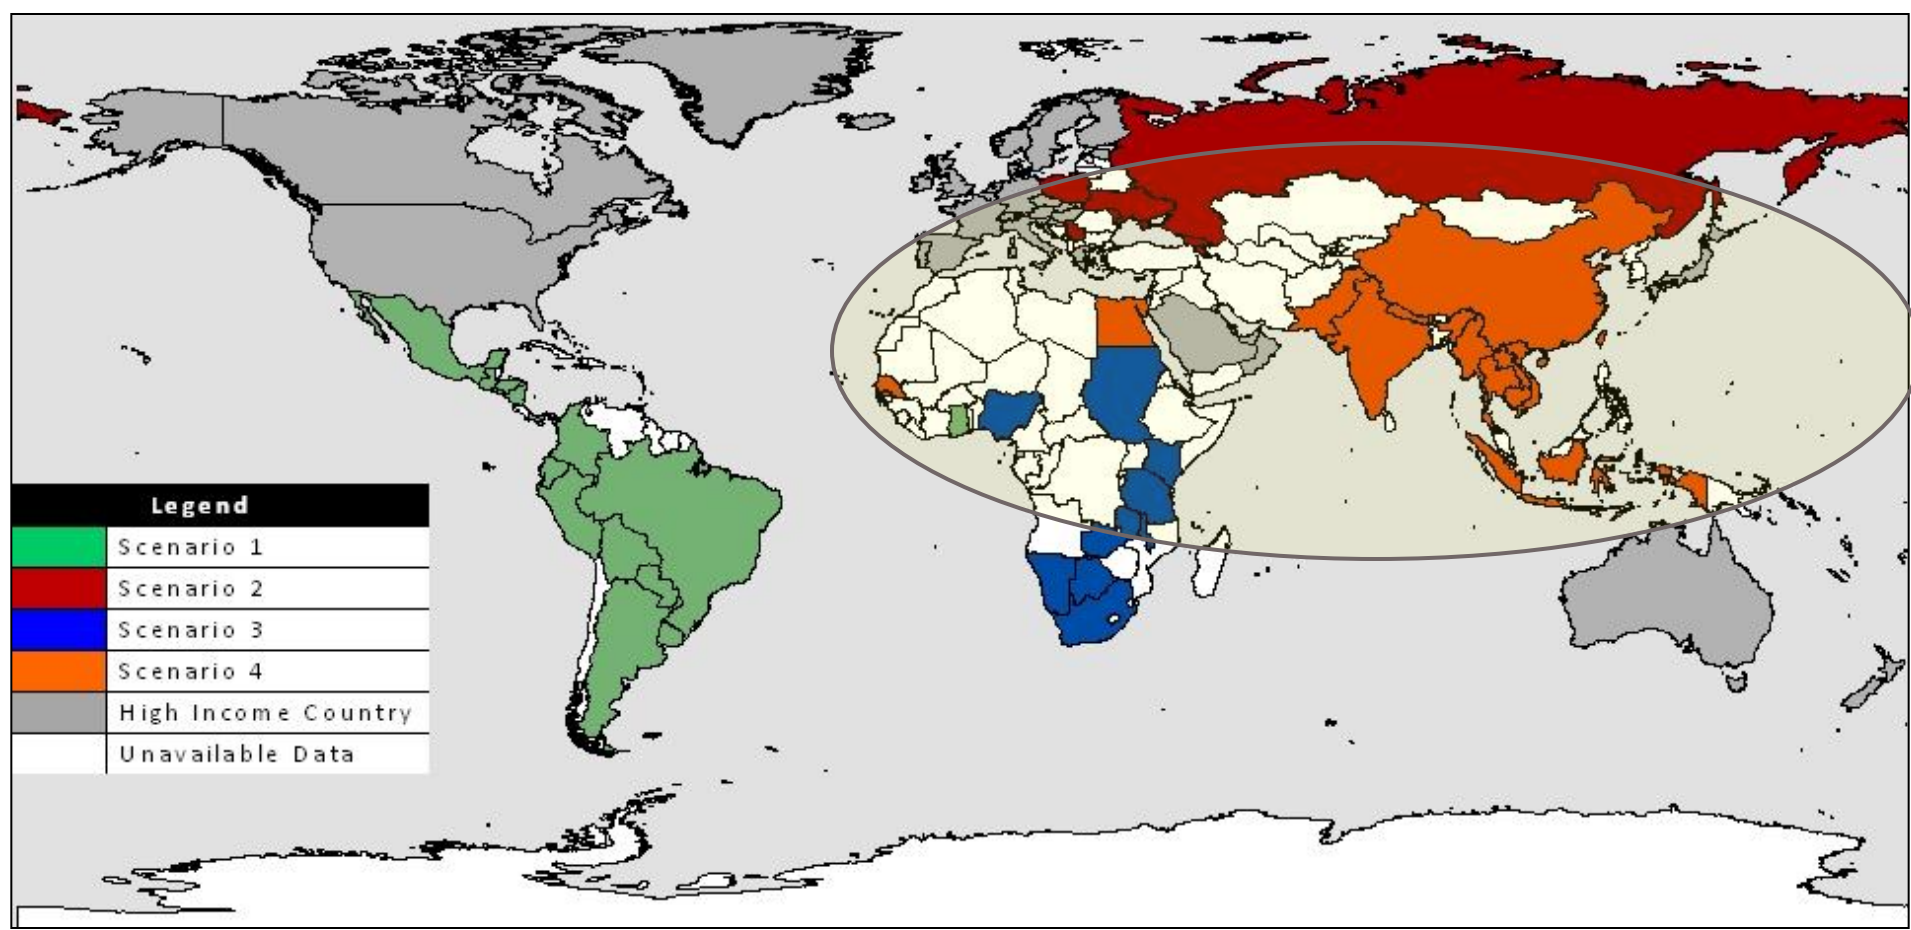 Legend
Scenario 1
Scenario 2
Scenario 3
Scenario 4
High Income Country
Unavailable Data